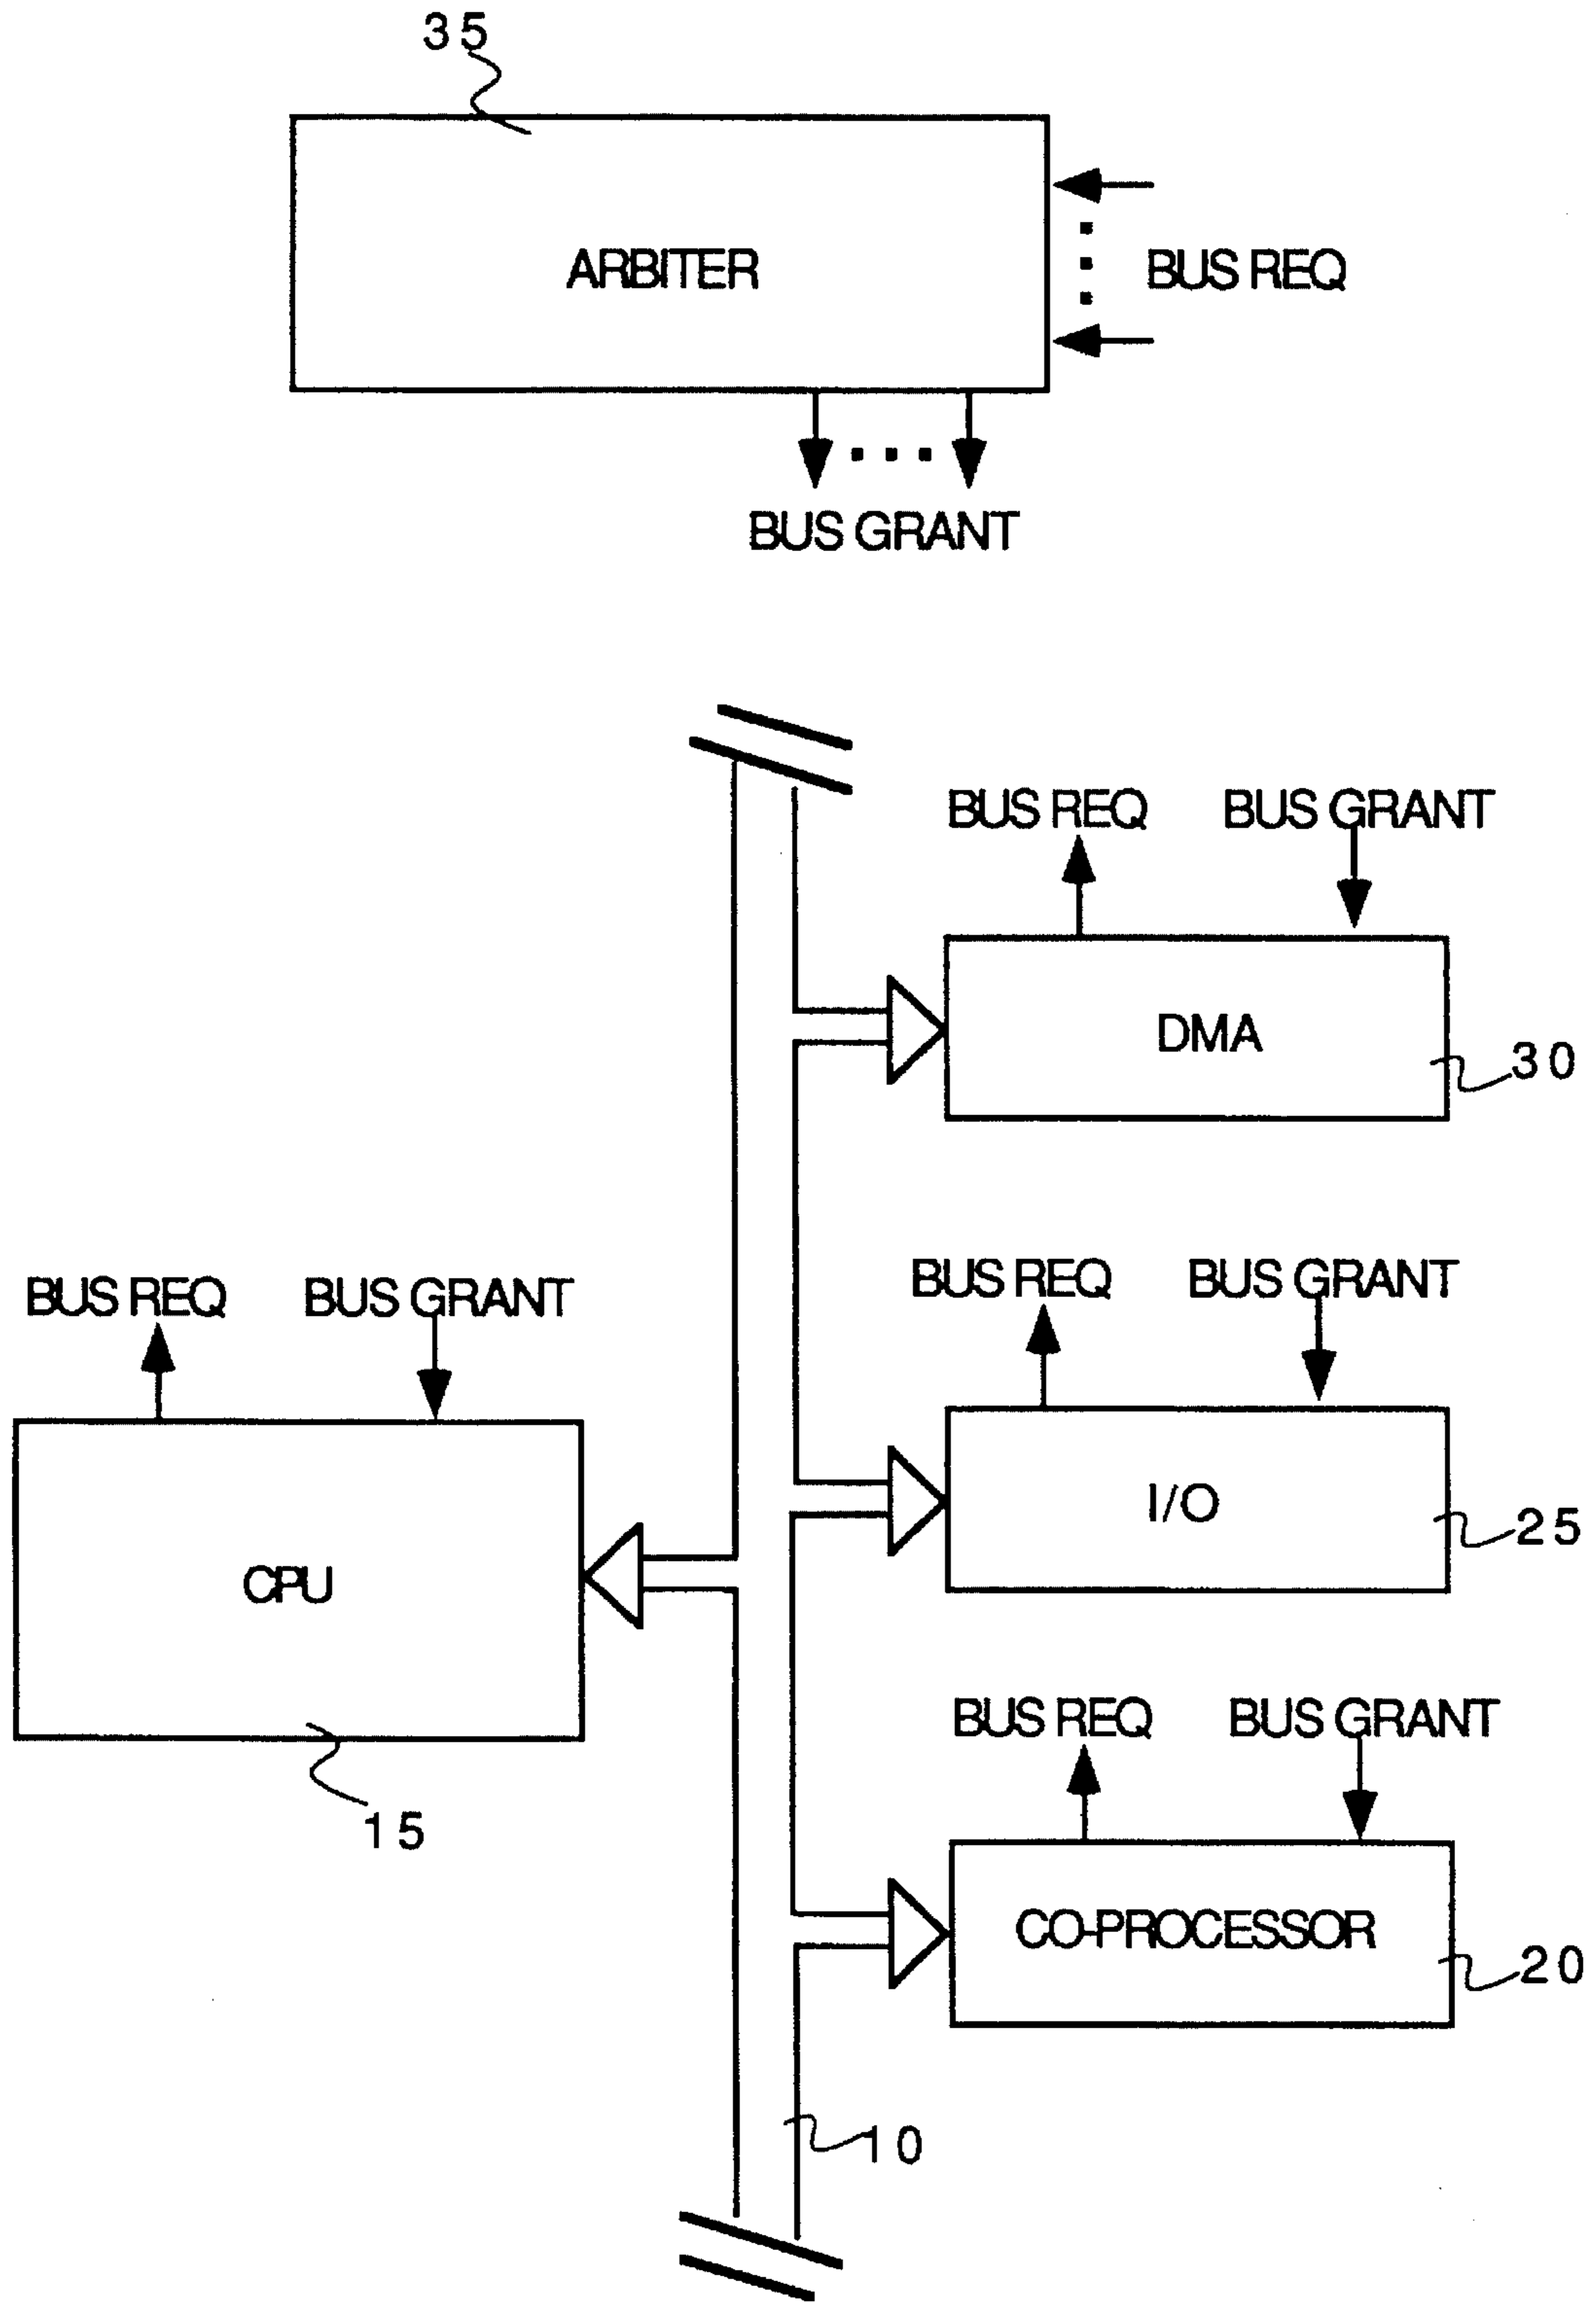 35
ARBITER
BUS REQ
BUS GRANT
BUS REQ BUS GRANT
DMA
30
BUS REQ BUS GRANT
BUS REQ BUS GRANT
I/O
25
CPU
BUS REQ BUS GRANT
15
CO-PROCESSOR
20
10